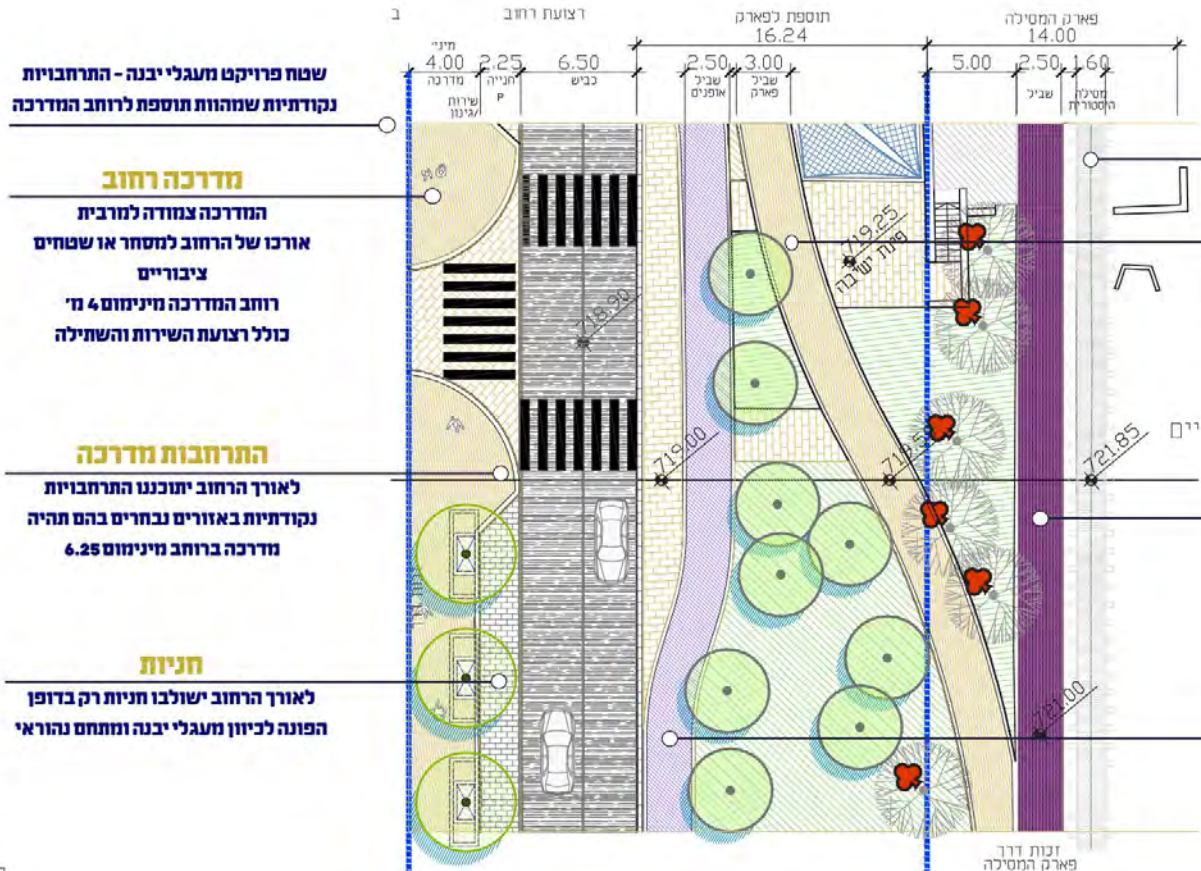 ב
רצועת רחוב
תוספת לפארק
פארק המסילה
16.24
14.00
מיני
4.00
2.25
6.50
2.50
3.00
5.00
2.50
1.60
מדרכה
חנייה
כביש
שביל
אופנים
שביל
פארק
שביל
מסילה
היסטורית
P
שירות
/גינון
שטח פרויקט מעגלי יבנה - התרחבויות
נקודתיות שמהוות תוספת לרוחב המדרכה
מדרכה רחוב
המדרכה צמודה למרבית
אורכו של הרחוב למסחר או שטחים
ציבוריים
רוחב המדרכה מינימום 4 מ'
כולל רצועת השירות והשתילה
התרחבות מדרכה
לאורך הרחוב יתוכננו התרחבויות
נקודתיות באזורים נבחרים בהם תהיה
מדרכה ברוחב מינימום 6.25
חניות
לאורך הרחוב ישולבו חניות רק בדופן
הפונה לכיוון מעגלי יבנה ומתחם נהוראי
718.90
719.25
פינת ישיבה
719.00
721.85
יים
721.00
זכות דרך
פארק המסילה